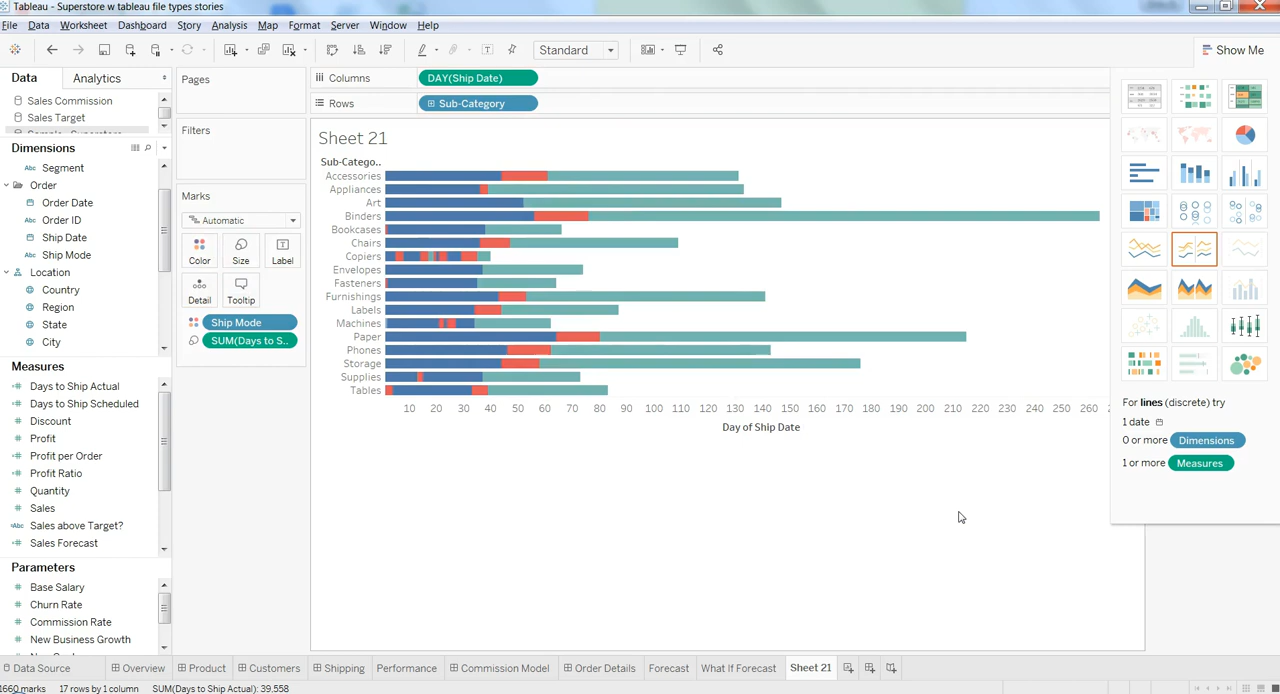 Tableau - Superstore w tableau file types stories
File Data Worksheet Dashboard Story Analysis Map Format Server Window Help
Standard
Show Me
Data Analytics
Sales Commission
Sales Target
Dimensions
Abc Segment
Order
Order Date
Abc Order ID
Ship Date
Abc Ship Mode
Location
Country
Region
State
City
Measures
Days to Ship Actual
Days to Ship Scheduled
Discount
Profit
Profit per Order
Profit Ratio
Quantity
Sales
Abc Sales above Target?
Sales Forecast
Parameters
Base Salary
Churn Rate
Commission Rate
New Business Growth
Pages
Filters
Marks
Automatic
Color Size Label
Detail Tooltip
Ship Mode
SUM(Days to S..
Columns DAY(Ship Date)
Rows Sub-Category
Sheet 21
Sub-Catego..
Accessories
Appliances
Art
Binders
Bookcases
Chairs
Copiers
Envelopes
Fasteners
Furnishings
Labels
Machines
Paper
Phones
Storage
Supplies
Tables
10 20 30 40 50 60 70 80 90 100 110 120 130 140 150 160 170 180 190 200 210 220 230 240 250 260
Day of Ship Date
For lines (discrete) try
1 date
0 or more Dimensions
1 or more Measures
Data Source Overview Product Customers Shipping Performance Commission Model Order Details Forecast What If Forecast Sheet 21
1660 marks 17 rows by 1 column SUM(Days to Ship Actual): 39.558